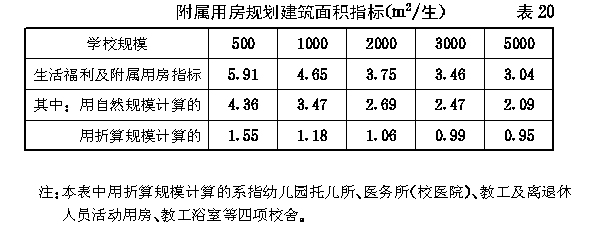 附属用房规划建筑面积指标(m²/生) 表 20
学校规模 500 1000 2000 3000 5000
生活福利及附属用房指标 5.91 4.65 3.75 3.46 3.04
其中：用自然规模计算的 4.36 3.47 2.69 2.47 2.09
用折算规模计算的 1.55 1.18 1.06 0.99 0.95
注：本表中用折算规模计算的系指幼儿园托儿所、医务所(校医院)、教工及离退休
人员活动用房、教工浴室等四项校舍。